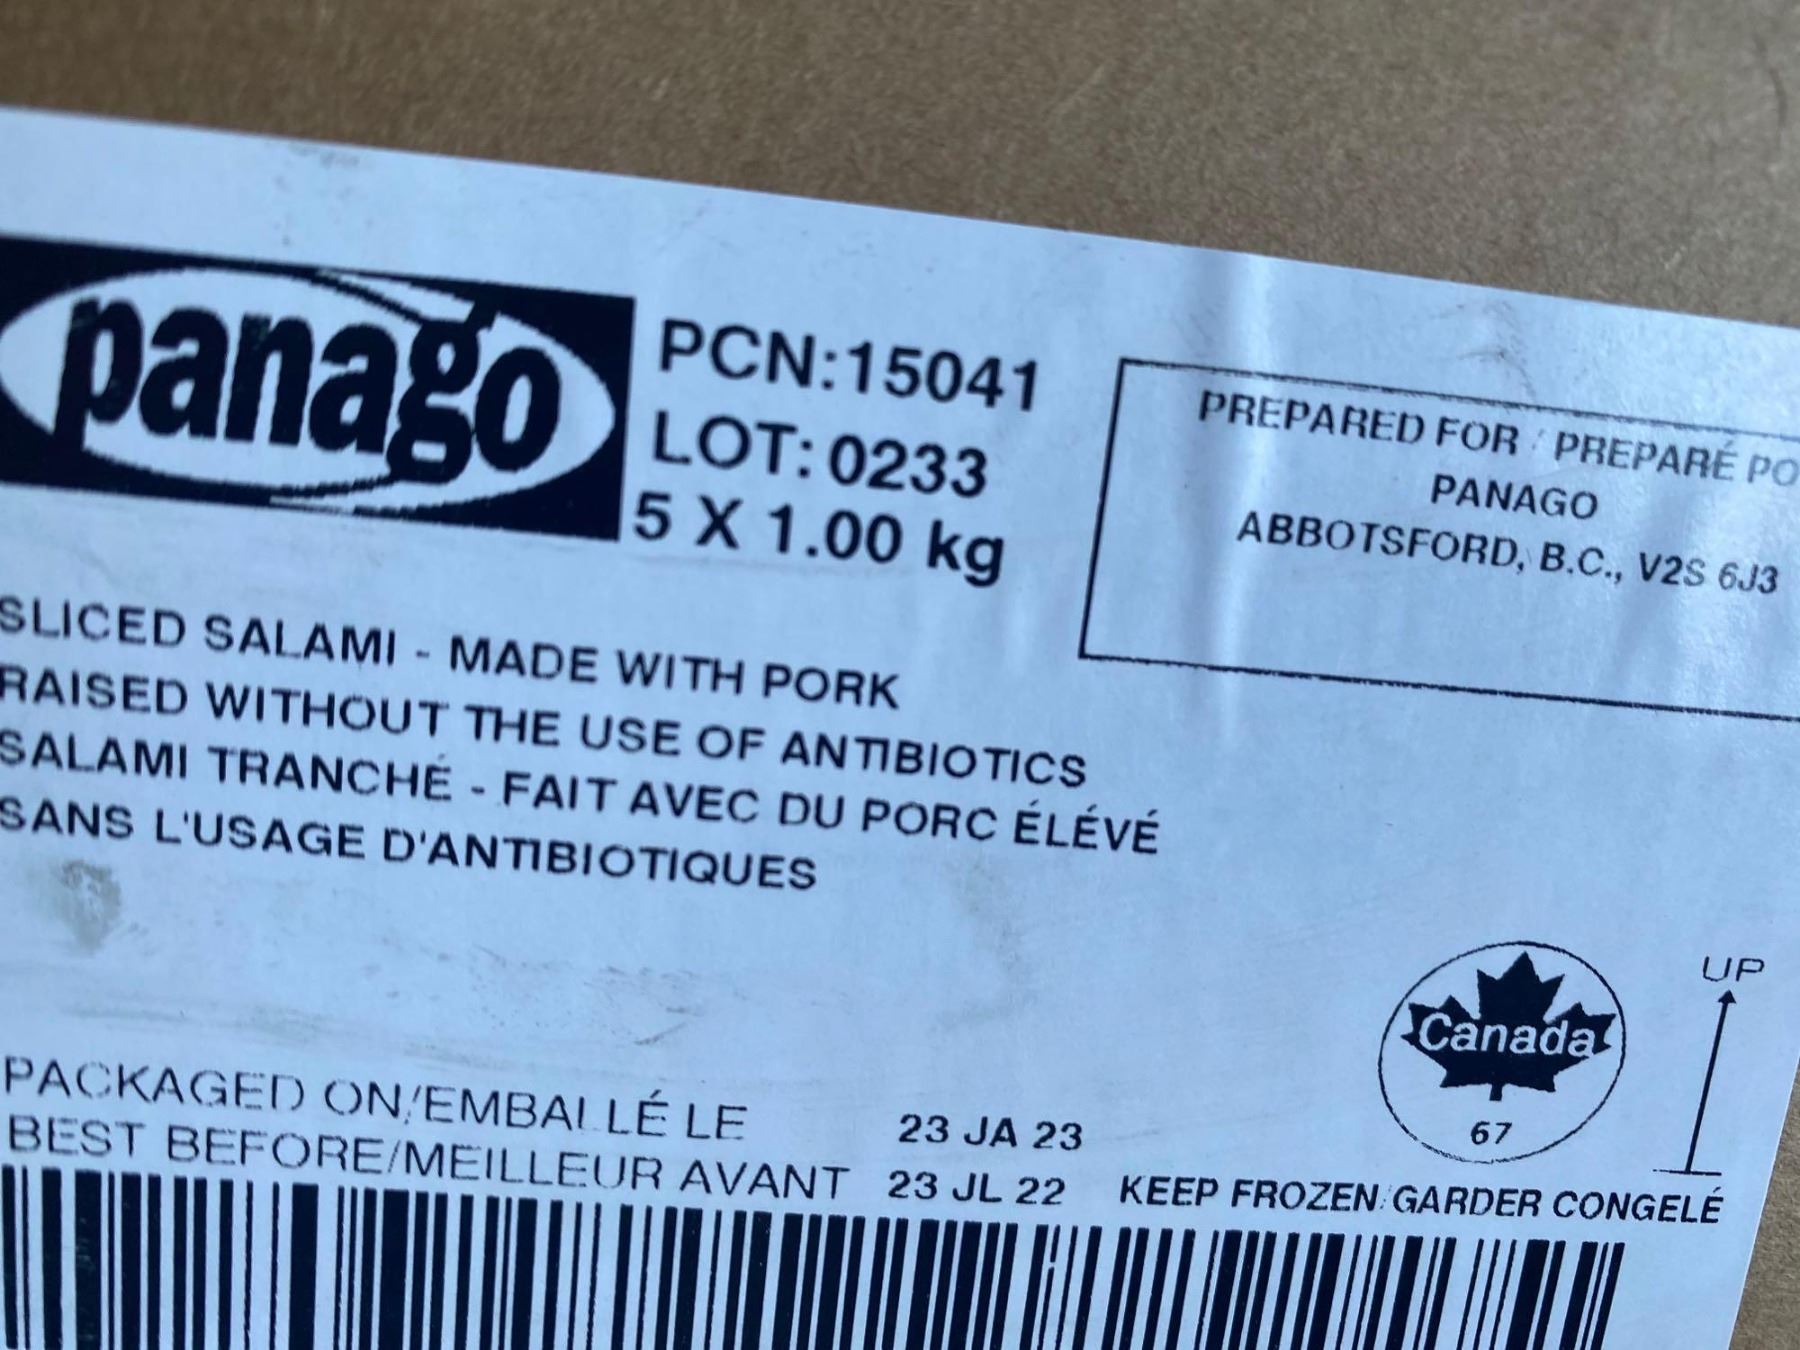 panago
PCN:15041
LOT: 0233
5 X 1.00 kg
PREPARED FOR / PREPARÉ PO
PANAGO
ABBOTSFORD, B.C., V2S 6J3
SLICED SALAMI - MADE WITH PORK
RAISED WITHOUT THE USE OF ANTIBIOTICS
SALAMI TRANCHÉ - FAIT AVEC DU PORC ÉLÉVÉ
SANS L'USAGE D'ANTIBIOTIQUES
Canada
67
UP
PACKAGED ON/EMBALLÉ LE 23 JA 23
BEST BEFORE/MEILLEUR AVANT 23 JL 22 KEEP FROZEN/GARDER CONGELÉ